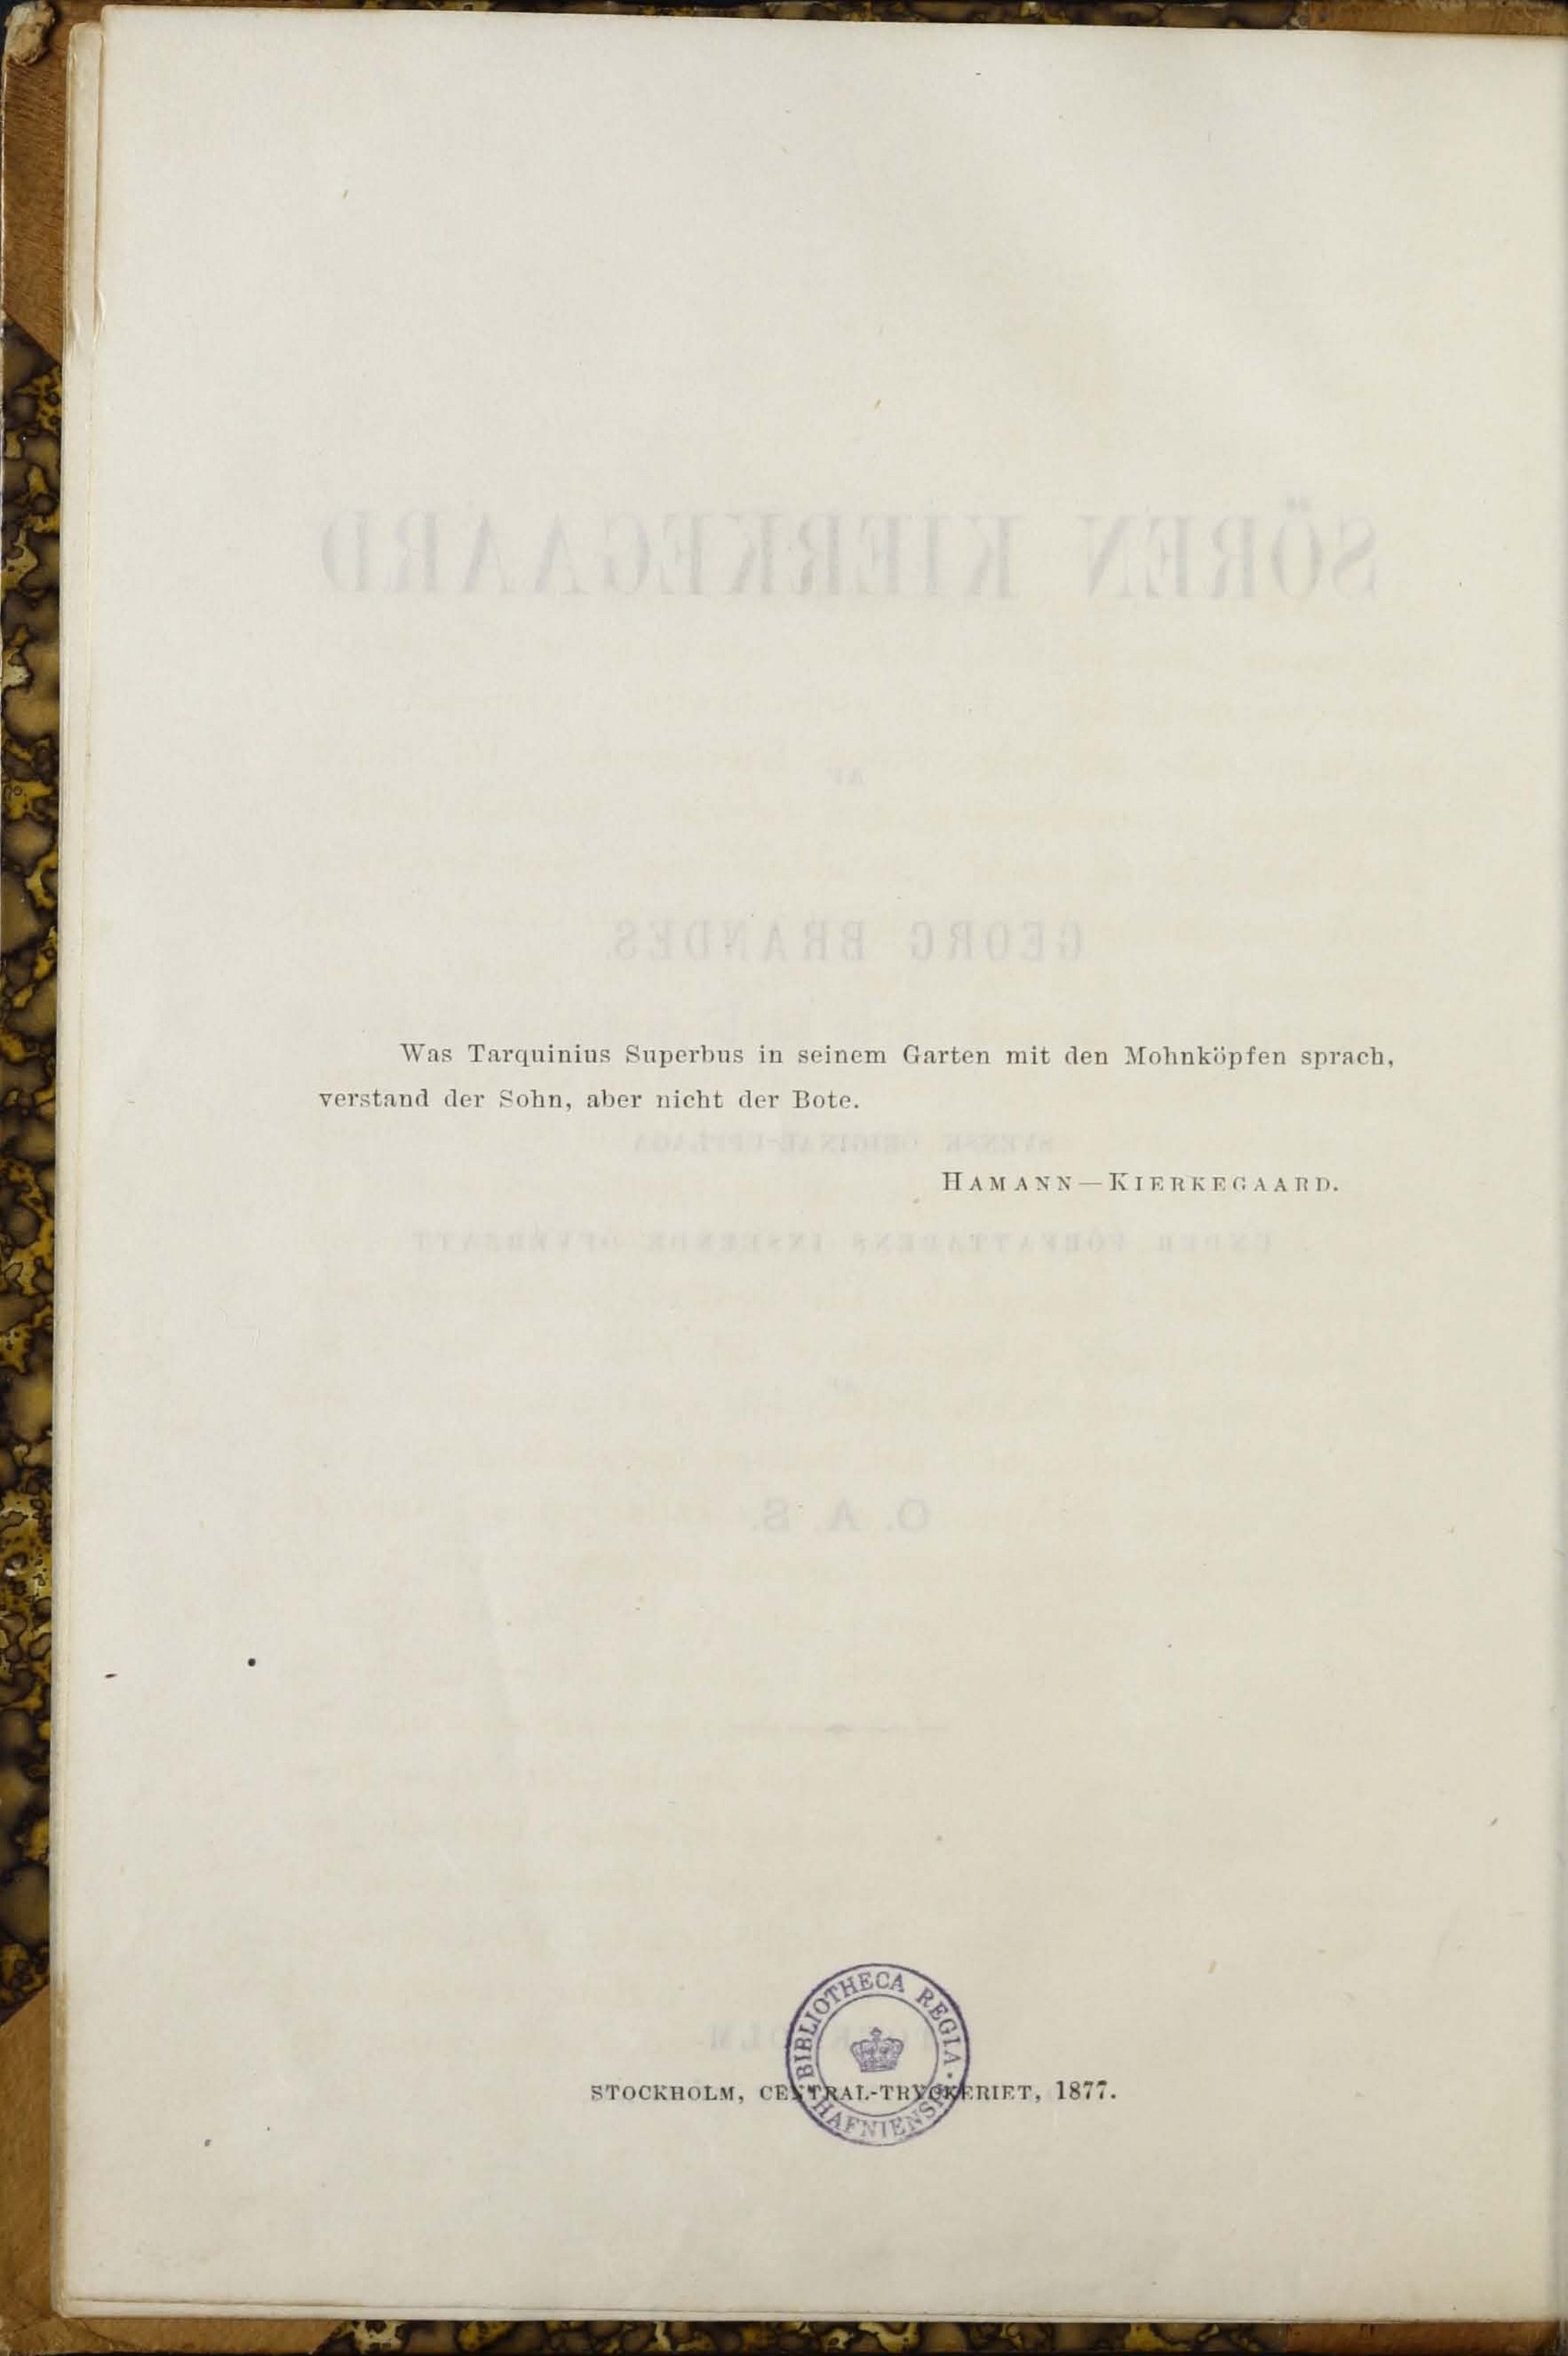 Was Tarquinius Superbus in seinem Garten mit den Mohnköpfen sprach,
verstand der Sohn, aber nicht der Bote.
HAMANN—KIERKEGAARD.
BIBLIOTHECA REGIA
HAFNIENSIS
STOCKHOLM, CENTRAL-TRYCKERIET, 1877.